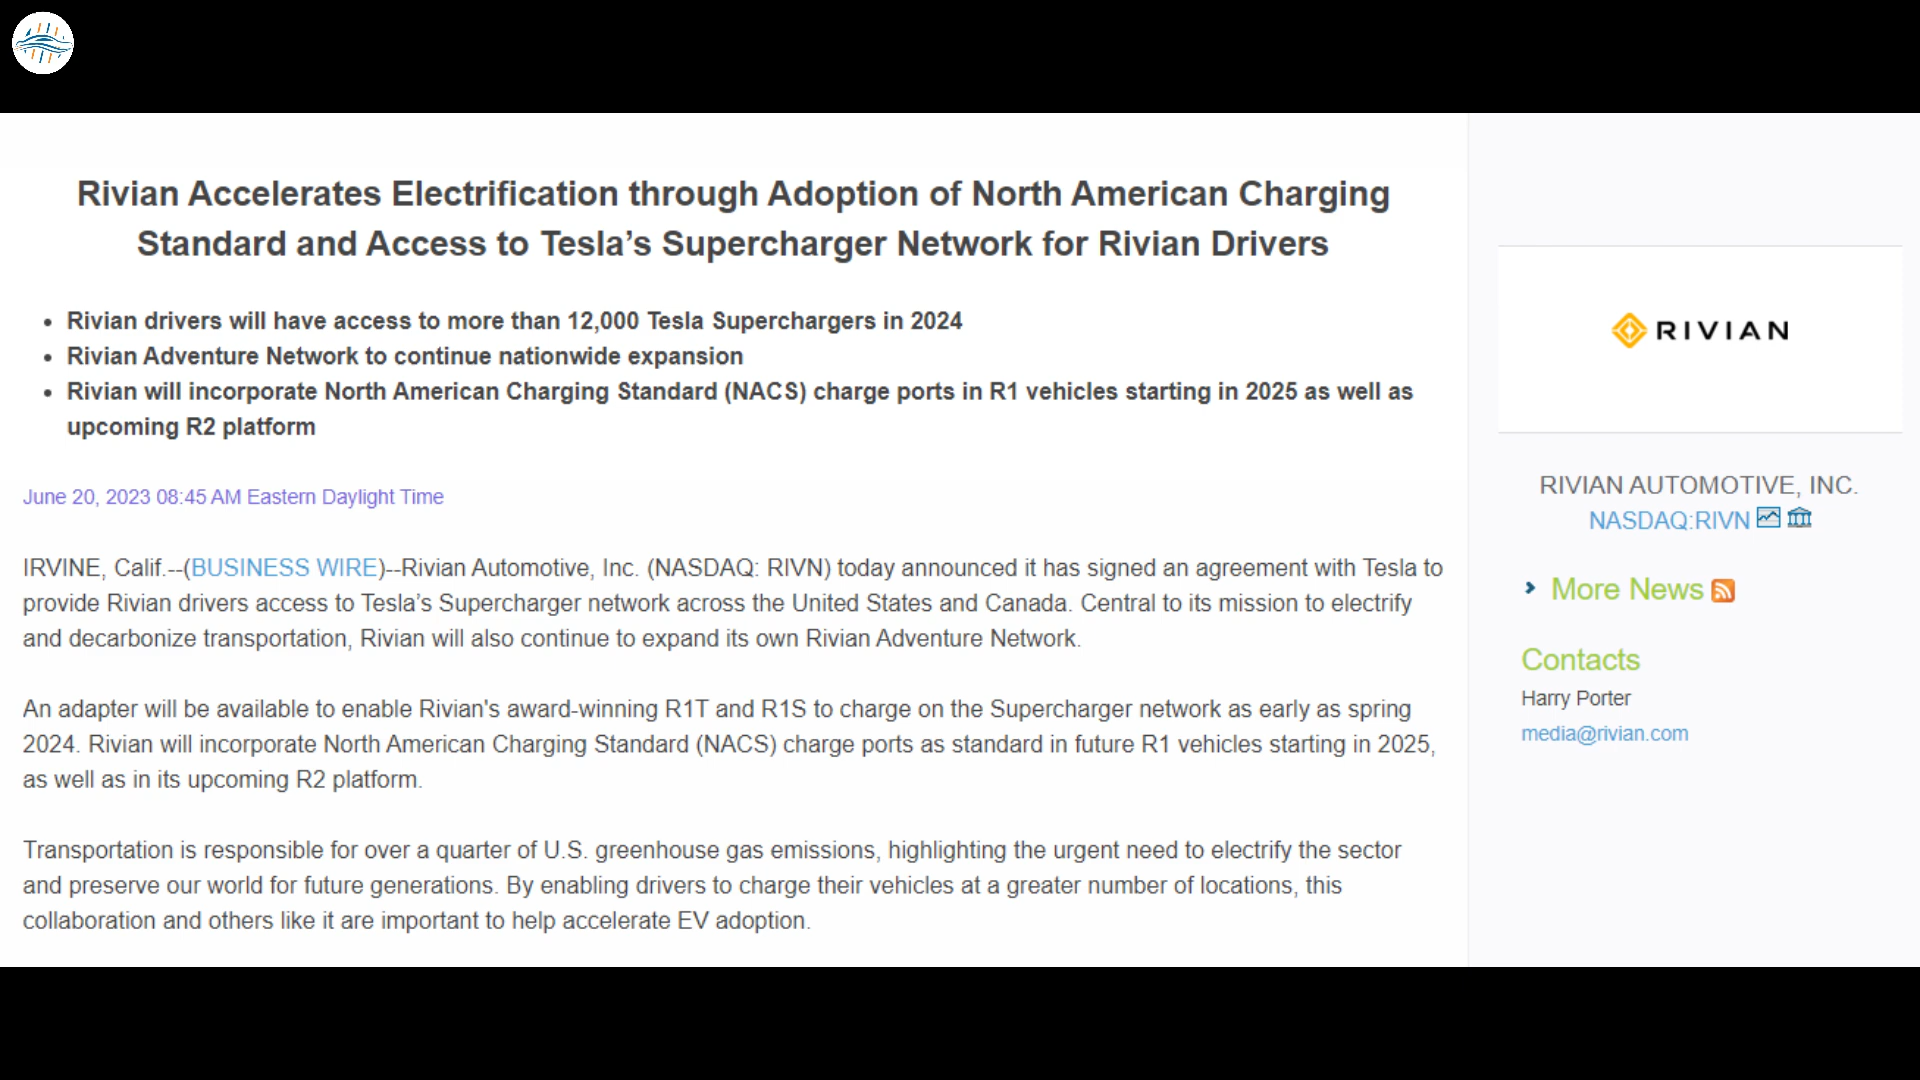 Rivian Accelerates Electrification through Adoption of North American Charging
Standard and Access to Tesla’s Supercharger Network for Rivian Drivers
• Rivian drivers will have access to more than 12,000 Tesla Superchargers in 2024
• Rivian Adventure Network to continue nationwide expansion
• Rivian will incorporate North American Charging Standard (NACS) charge ports in R1 vehicles starting in 2025 as well as
upcoming R2 platform
June 20, 2023 08:45 AM Eastern Daylight Time
IRVINE, Calif.--(BUSINESS WIRE)--Rivian Automotive, Inc. (NASDAQ: RIVN) today announced it has signed an agreement with Tesla to
provide Rivian drivers access to Tesla’s Supercharger network across the United States and Canada. Central to its mission to electrify
and decarbonize transportation, Rivian will also continue to expand its own Rivian Adventure Network.
An adapter will be available to enable Rivian's award-winning R1T and R1S to charge on the Supercharger network as early as spring
2024. Rivian will incorporate North American Charging Standard (NACS) charge ports as standard in future R1 vehicles starting in 2025,
as well as in its upcoming R2 platform.
Transportation is responsible for over a quarter of U.S. greenhouse gas emissions, highlighting the urgent need to electrify the sector
and preserve our world for future generations. By enabling drivers to charge their vehicles at a greater number of locations, this
collaboration and others like it are important to help accelerate EV adoption.
RIVIAN
RIVIAN AUTOMOTIVE, INC.
NASDAQ:RIVN
More News
Contacts
Harry Porter
media@rivian.com